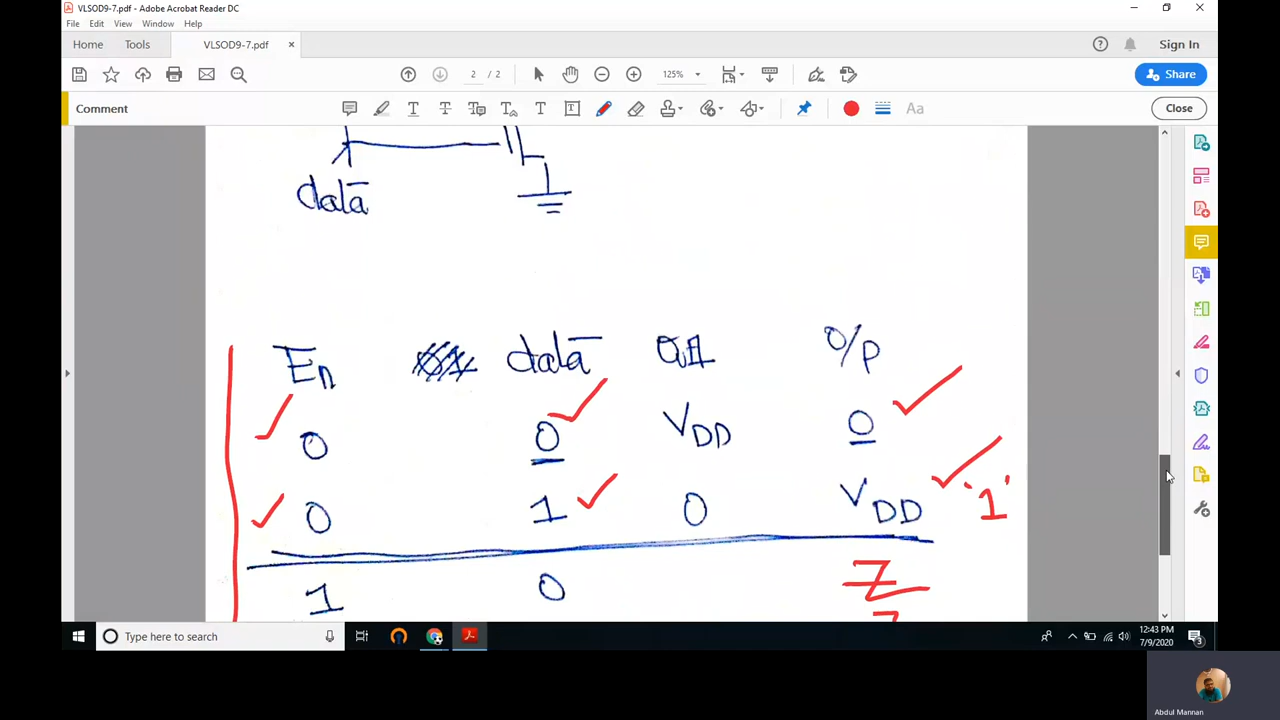 VLSOD9-7.pdf - Adobe Acrobat Reader DC
File Edit View Window Help
Home Tools VLSOD9-7.pdf × Sign In
2 / 2 125% Share
Comment Aa Close
data
En data O/P
0 0 VDD 0
0 1 0 VDD '1'
1 0 Z
Type here to search
12:43 PM
7/9/2020
3
Abdul Mannan